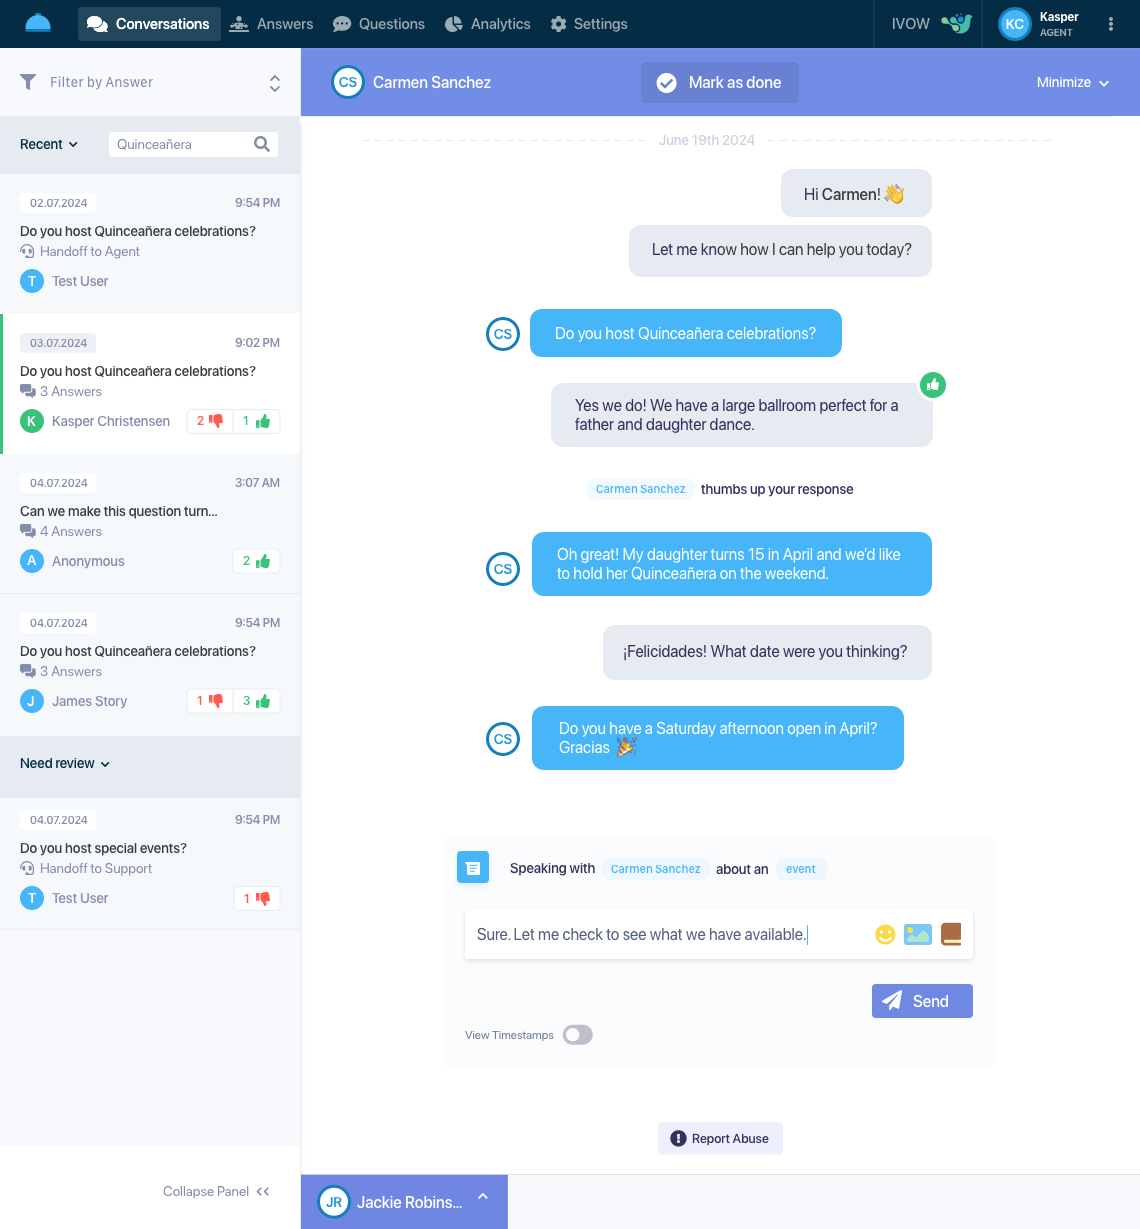 Conversations
Answers
Questions
Analytics
Settings
IVOW
KC
Kasper
AGENT
Filter by Answer
Recent
Quinceañera
02.07.2024
9:54 PM
Do you host Quinceañera celebrations?
Handoff to Agent
T
Test User
03.07.2024
9:02 PM
Do you host Quinceañera celebrations?
3 Answers
K
Kasper Christensen
2
1
04.07.2024
3:07 AM
Can we make this question turn...
4 Answers
A
Anonymous
2
04.07.2024
9:54 PM
Do you host Quinceañera celebrations?
3 Answers
J
James Story
1
3
Need review
04.07.2024
9:54 PM
Do you host special events?
Handoff to Support
T
Test User
1
Collapse Panel
CS
Carmen Sanchez
Mark as done
Minimize
June 19th 2024
Hi Carmen! 👋
Let me know how I can help you today?
CS
Do you host Quinceañera celebrations?
Yes we do! We have a large ballroom perfect for a
father and daughter dance.
Carmen Sanchez thumbs up your response
CS
Oh great! My daughter turns 15 in April and we'd like
to hold her Quinceañera on the weekend.
¡Felicidades! What date were you thinking?
CS
Do you have a Saturday afternoon open in April?
Gracias 🎉
Speaking with Carmen Sanchez about an event
Sure. Let me check to see what we have available.
Send
View Timestamps
Report Abuse
JR
Jackie Robins...